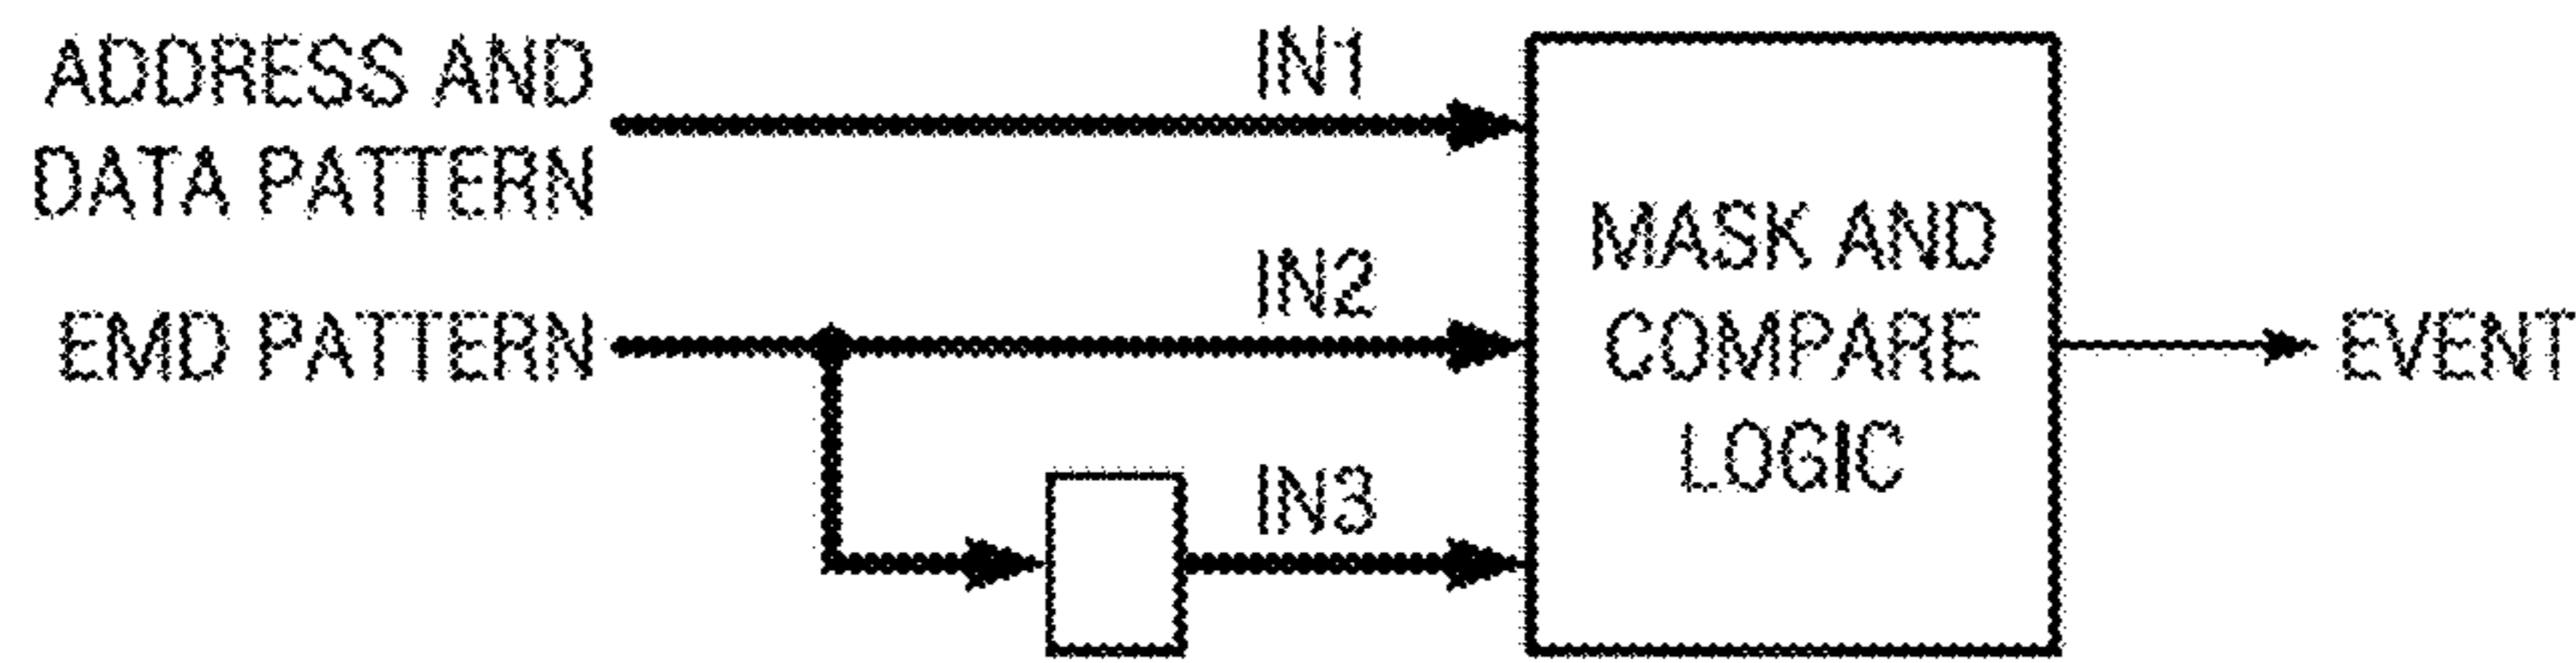 ADDRESS AND
DATA PATTERN
IN1
EMD PATTERN
IN2
IN3
MASK AND
COMPARE
LOGIC
EVENT